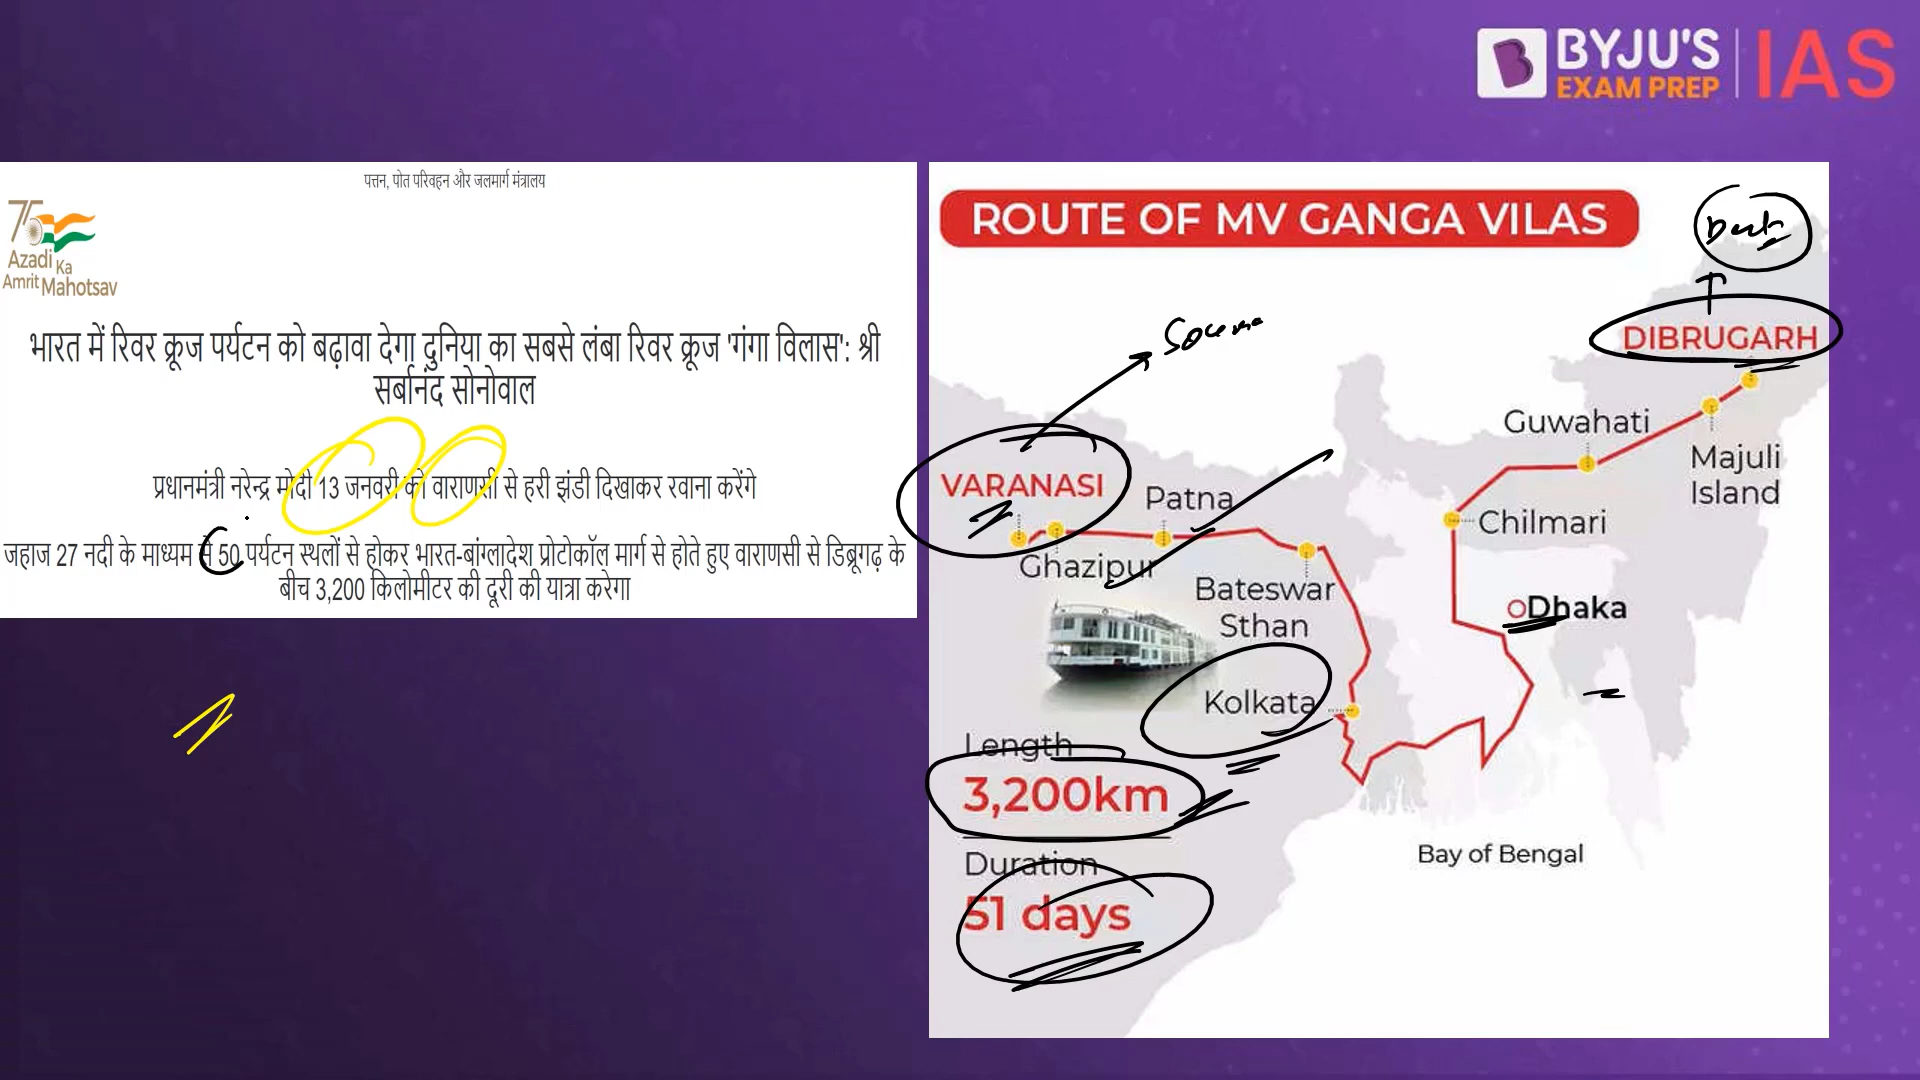 BYJU'S
EXAM PREP
IAS
पत्तन, पोत परिवहन और जलमार्ग मंत्रालय
75
Azadi Ka
Amrit Mahotsav
भारत में रिवर क्रूज पर्यटन को बढ़ावा देगा दुनिया का सबसे लंबा रिवर क्रूज 'गंगा विलास': श्री
सर्बानंद सोनोवाल
प्रधानमंत्री नरेन्द्र मोदी 13 जनवरी को वाराणसी से हरी झंडी दिखाकर रवाना करेंगे
जहाज 27 नदी के माध्यम से 50 पर्यटन स्थलों से होकर भारत-बांग्लादेश प्रोटोकॉल मार्ग से होते हुए वाराणसी से डिब्रूगढ़ के
बीच 3,200 किलोमीटर की दूरी की यात्रा करेगा
ROUTE OF MV GANGA VILAS
DIBRUGARH
Guwahati
Majuli
Island
VARANASI
Patna
Chilmari
Ghazipur
Bateswar
Sthan
Dhaka
Kolkata
Length
3,200km
Duration
51 days
Bay of Bengal